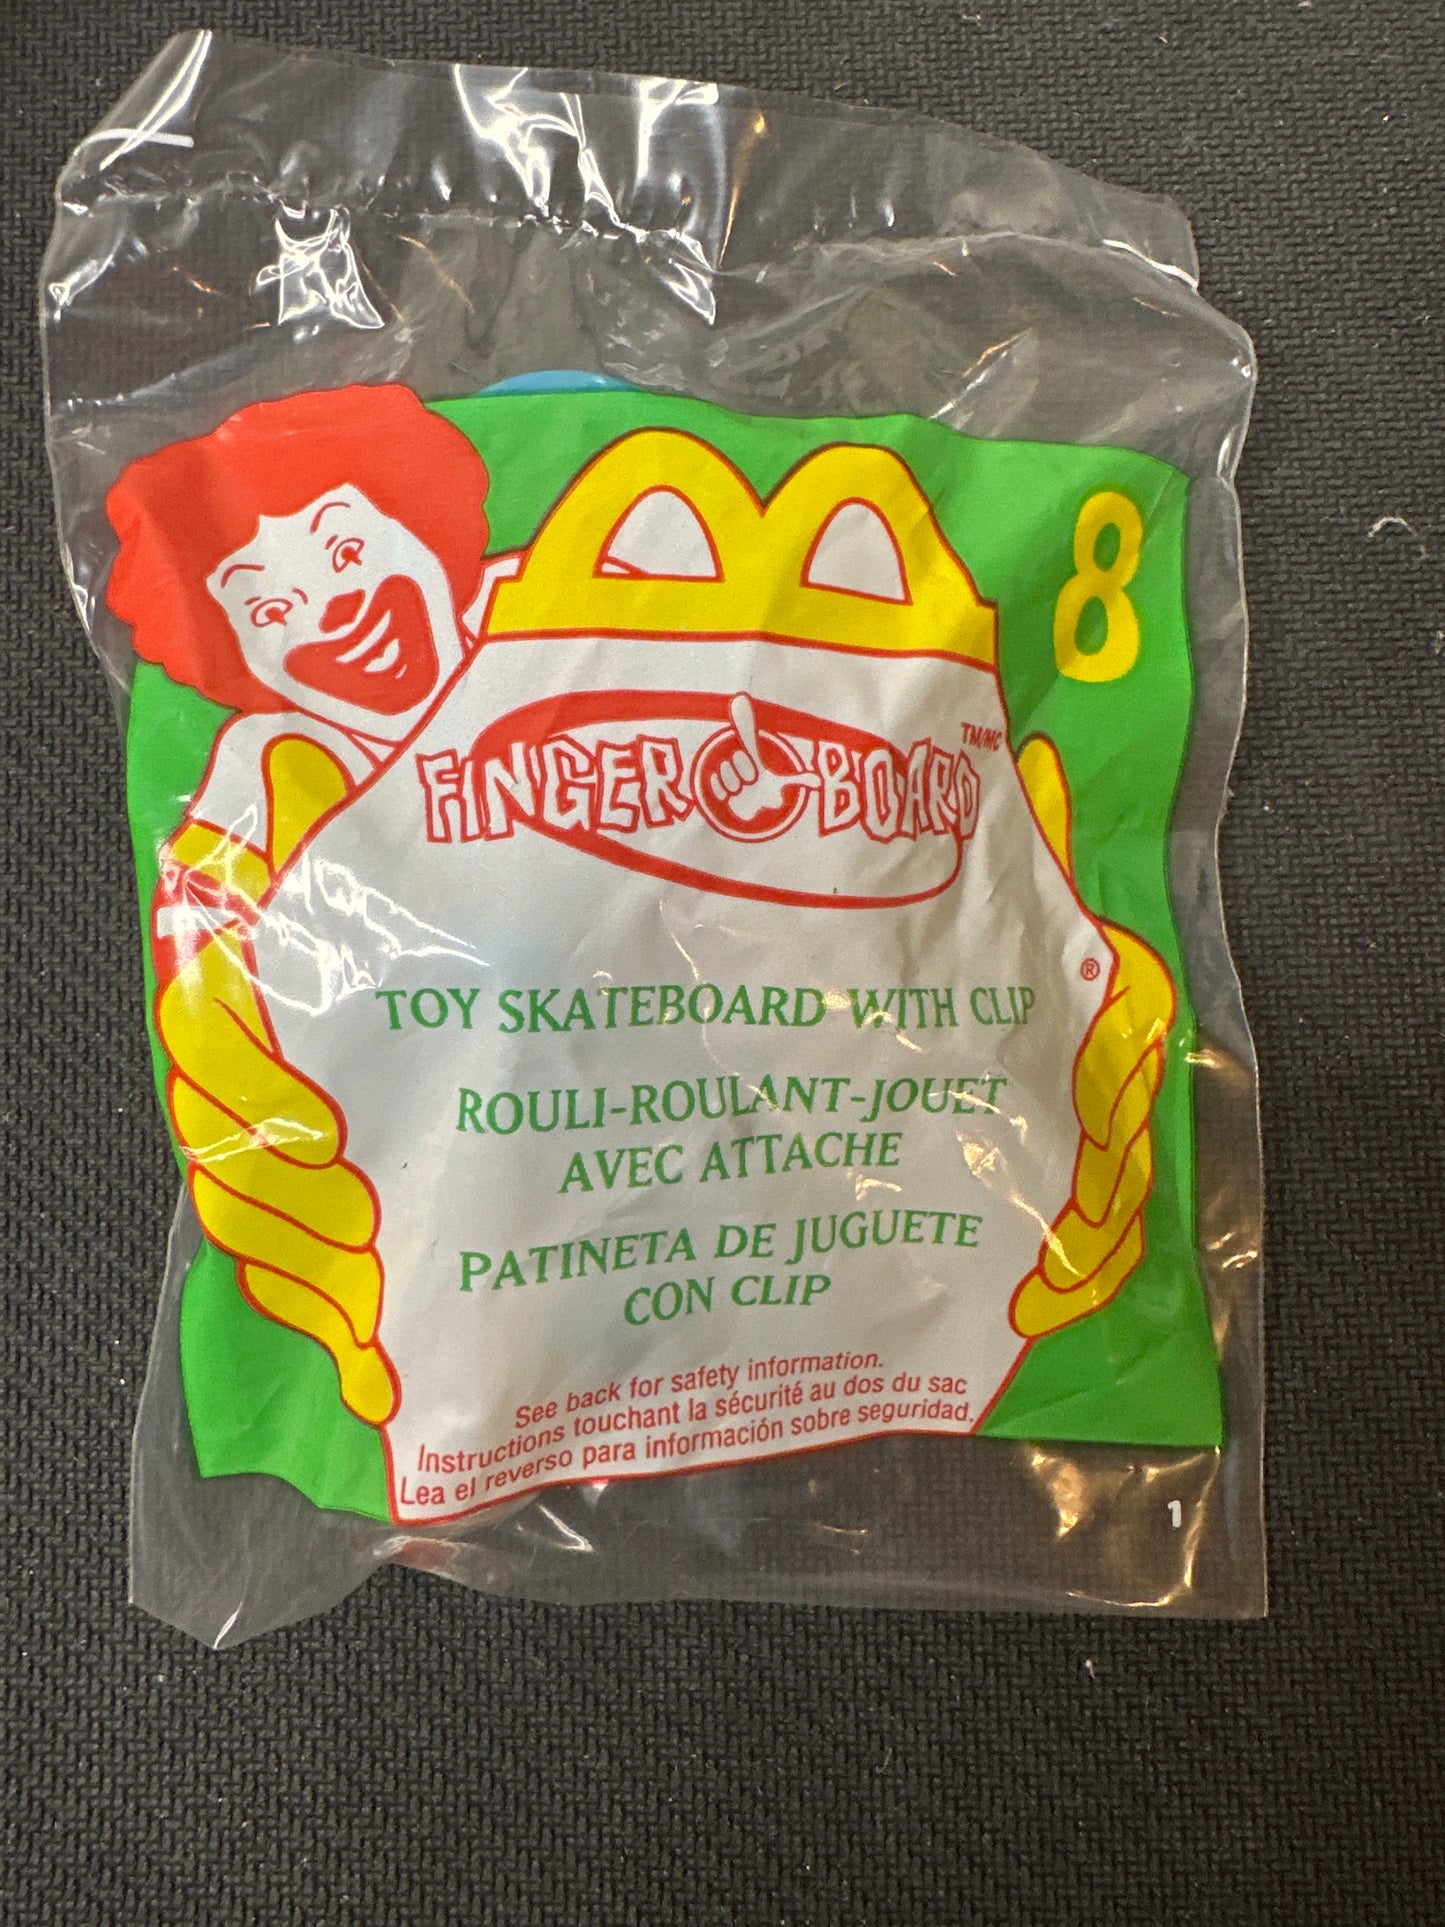 8
FINGER BOARD TM/MC
®
TOY SKATEBOARD WITH CLIP
ROULI-ROULANT-JOUET
AVEC ATTACHE
PATINETA DE JUGUETE
CON CLIP
See back for safety information.
Instructions touchant la sécurité au dos du sac
Lea el reverso para información sobre seguridad.
1